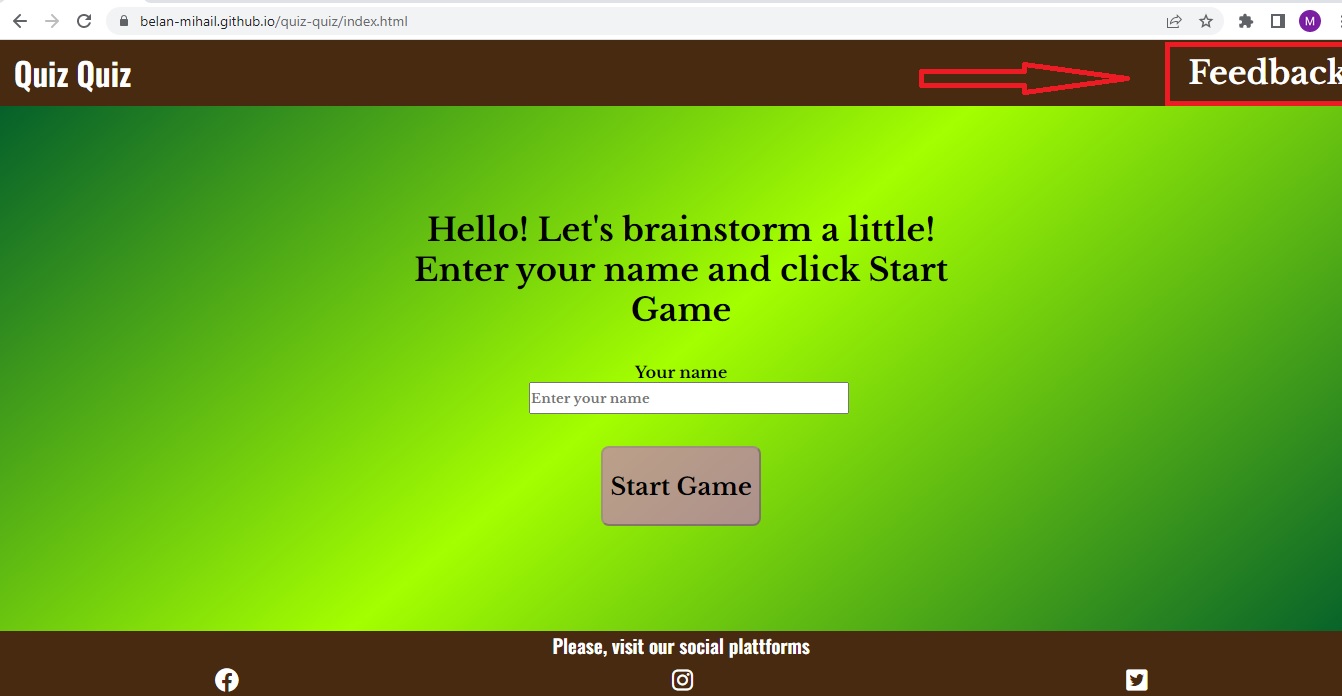 belan-mihail.github.io/quiz-quiz/index.html
M
Quiz Quiz
Feedback
Hello! Let's brainstorm a little!
Enter your name and click Start
Game
Your name
Enter your name
Start Game
Please, visit our social plattforms